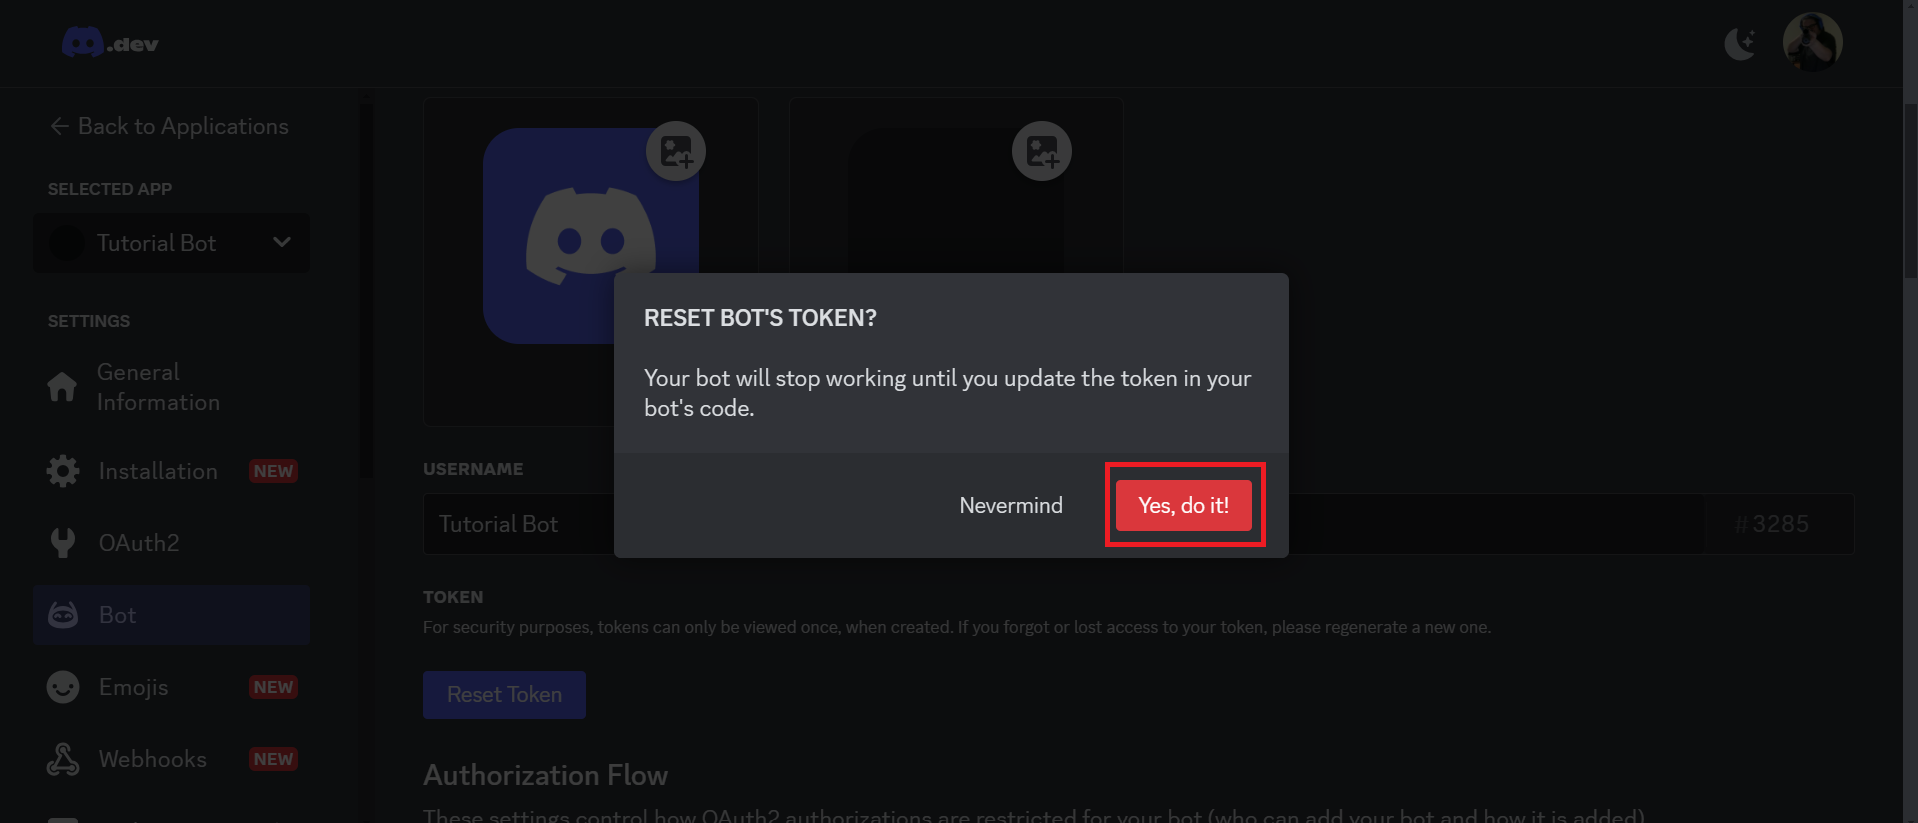 .dev
Back to Applications
SELECTED APP
Tutorial Bot
SETTINGS
General
Information
Installation NEW
OAuth2
Bot
Emojis NEW
Webhooks NEW
RESET BOT'S TOKEN?
Your bot will stop working until you update the token in your
bot's code.
Nevermind Yes, do it!
USERNAME
Tutorial Bot #3285
TOKEN
For security purposes, tokens can only be viewed once, when created. If you forgot or lost access to your token, please regenerate a new one.
Reset Token
Authorization Flow
These settings control how OAuth2 authorizations are restricted for your bot (who can add your bot and how it is added)